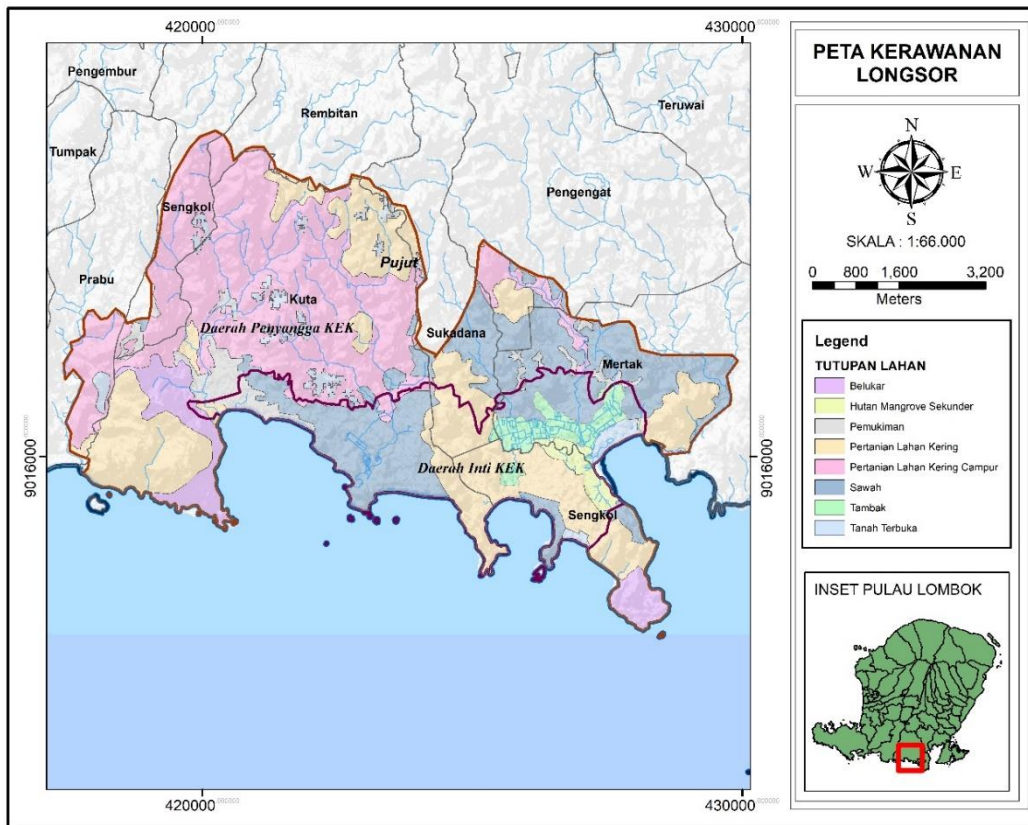 420000
430000
Pengembur
Rembitan
Teruwai
Tumpak
Pengengat
Sengkol
Prabu
Pujut
Kuta
Daerah Penyangga KEK
Sukadana
Mertak
9016000
9016000
Daerah Inti KEK
Sengkol
420000
430000
PETA KERAWANAN
LONGSOR
N
W
E
S
SKALA : 1:66.000
0 800 1,600 3,200
Meters
Legend
TUTUPAN LAHAN
Belukar
Hutan Mangrove Sekunder
Pemukiman
Pertanian Lahan Kering
Pertanian Lahan Kering Campur
Sawah
Tambak
Tanah Terbuka
INSET PULAU LOMBOK